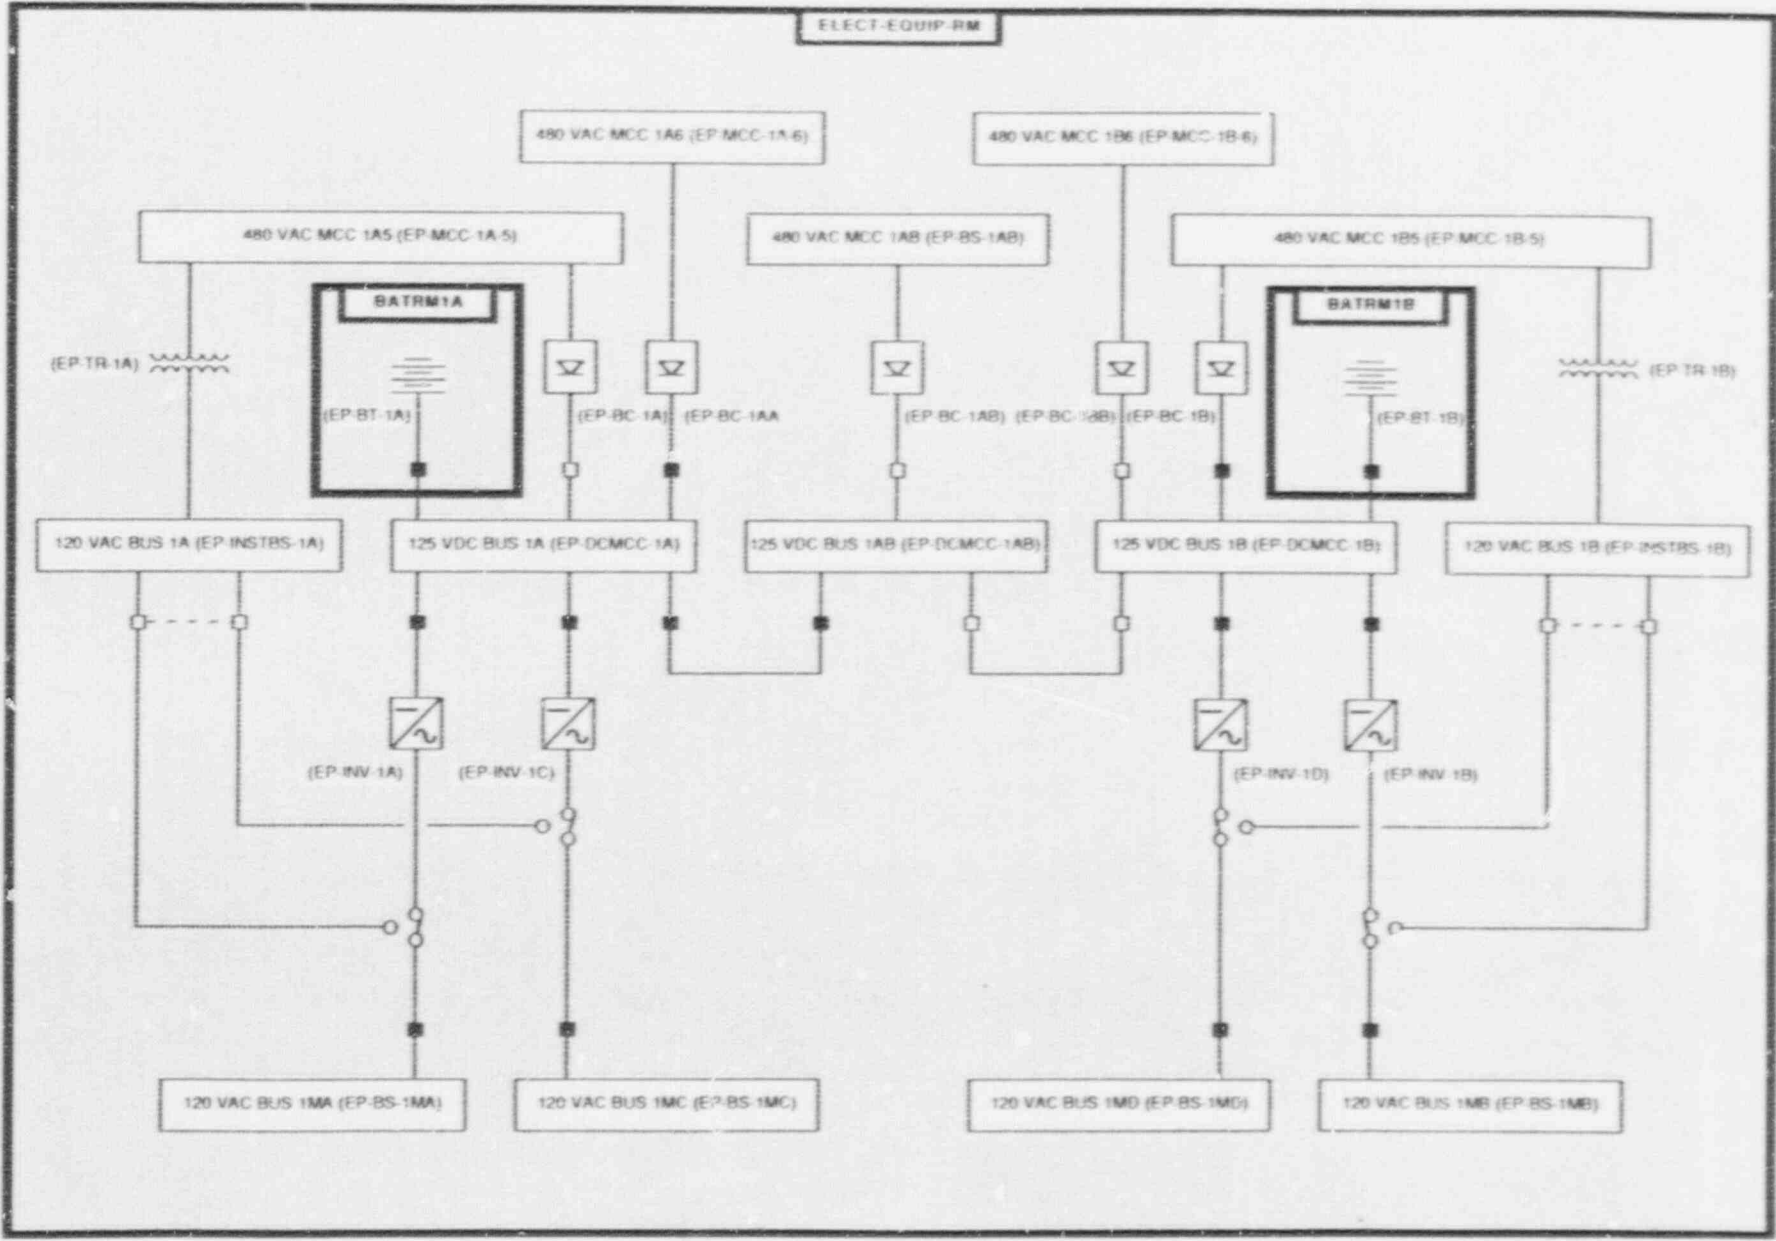 ELECT-EQUIP-RM
480 VAC MCC 1A6 (EP-MCC-1A-6)
480 VAC MCC 1B6 (EP-MCC-1B-6)
480 VAC MCC 1A5 (EP-MCC-1A-5)
480 VAC MCC 1AB (EP-BS-1AB)
480 VAC MCC 1B5 (EP-MCC-1B-5)
BATRM1A
BATRM1B
(EP-TR-1A)
(EP-TR-1B)
(EP-BT-1A)
(EP-BC-1A)
(EP-BC-1AA
(EP-BC-1AB)
(EP-BC-1BB)
(EP-BC-1B)
(EP-BT-1B)
120 VAC BUS 1A (EP-INSTBS-1A)
125 VDC BUS 1A (EP-DCMCC-1A)
125 VDC BUS 1AB (EP-DCMCC-1AB)
125 VDC BUS 1B (EP-DCMCC-1B)
120 VAC BUS 1B (EP-INSTBS-1B)
(EP-INV-1A)
(EP-INV-1C)
(EP-INV-1D)
(EP-INV-1B)
120 VAC BUS 1MA (EP-BS-1MA)
120 VAC BUS 1MC (EP-BS-1MC)
120 VAC BUS 1MD (EP-BS-1MD)
120 VAC BUS 1MB (EP-BS-1MB)